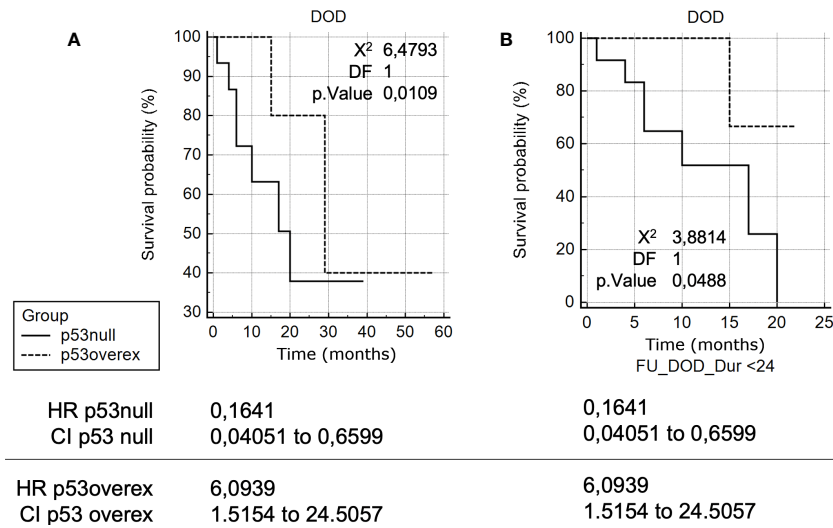 A
DOD
X² 6,4793
DF 1
p.Value 0,0109
Survival probability (%)
100
90
80
70
60
50
40
30
0 10 20 30 40 50 60
Time (months)
B
DOD
X² 3,8814
DF 1
p.Value 0,0488
Survival probability (%)
100
80
60
40
20
0
0 5 10 15 20 25
Time (months)
FU_DOD_Dur <24
Group
p53null
p53overex
HR p53null 0,1641 0,1641
CI p53 null 0,04051 to 0,6599 0,04051 to 0,6599
HR p53overex 6,0939 6,0939
CI p53 overex 1.5154 to 24.5057 1.5154 to 24.5057